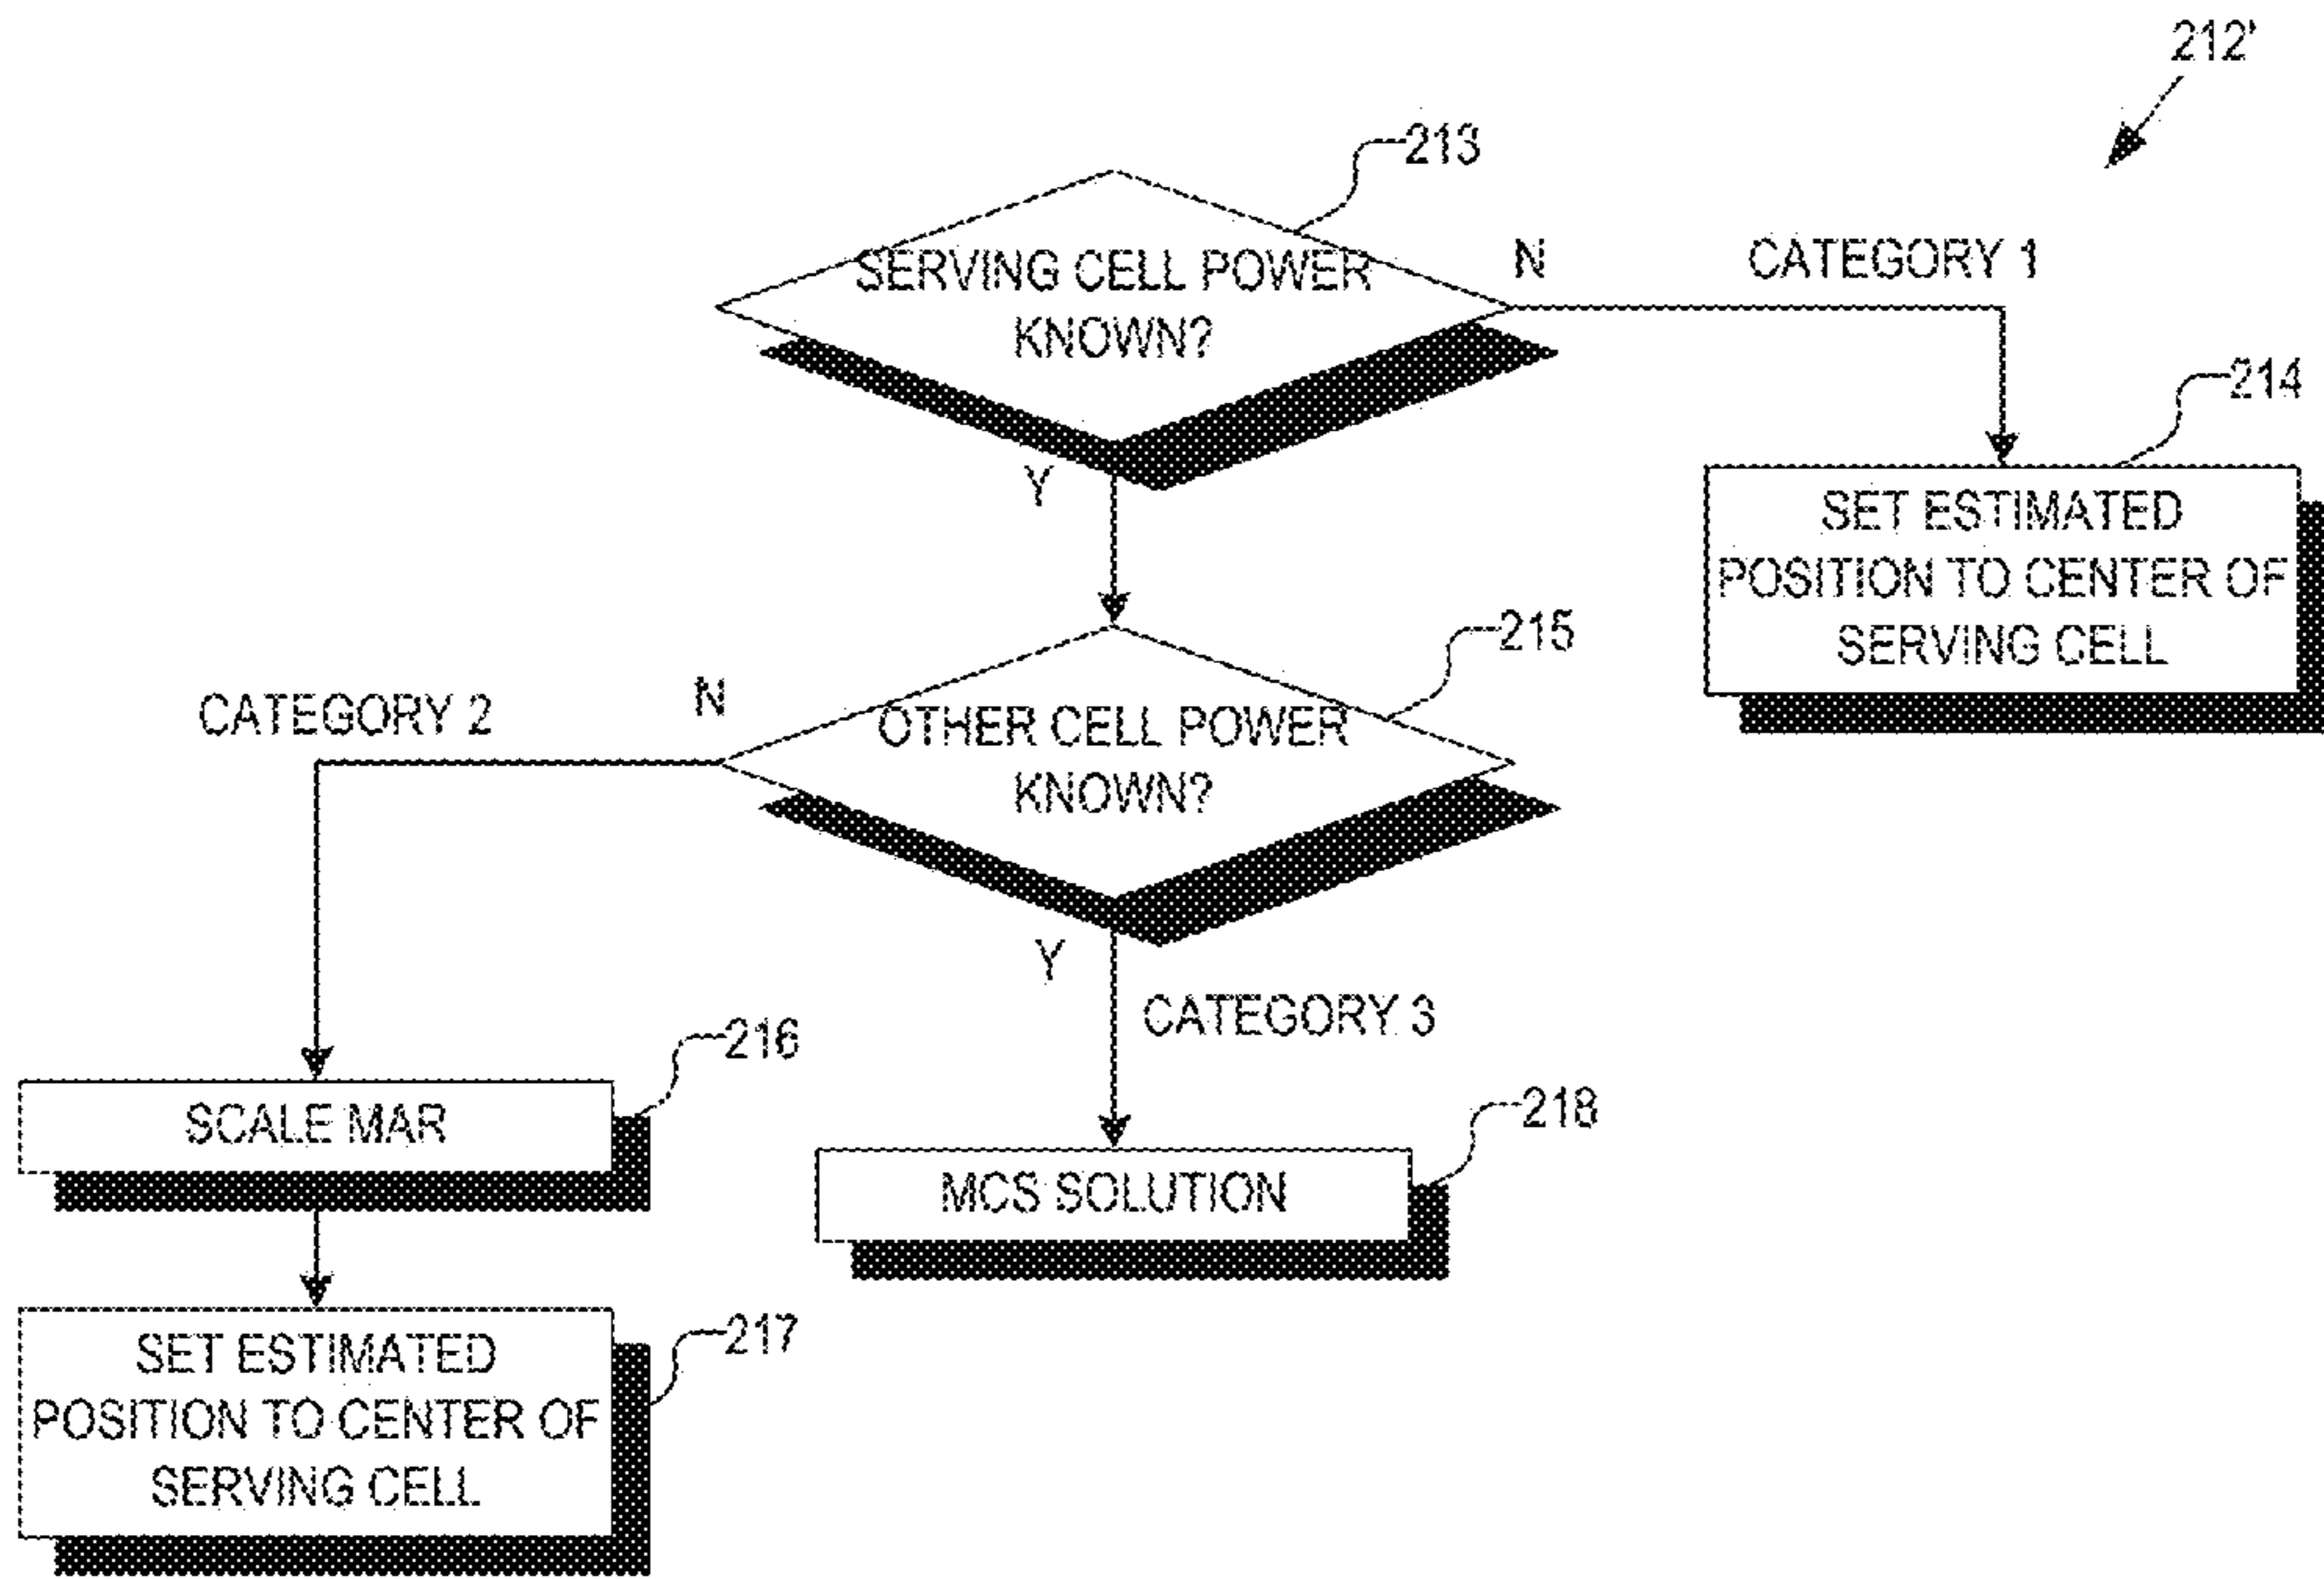 212'
213
SERVING CELL POWER
KNOWN?
N
CATEGORY 1
214
Y
SET ESTIMATED
POSITION TO CENTER OF
SERVING CELL
215
CATEGORY 2
N
OTHER CELL POWER
KNOWN?
Y
CATEGORY 3
216
SCALE MAR
218
MCS SOLUTION
217
SET ESTIMATED
POSITION TO CENTER OF
SERVING CELL